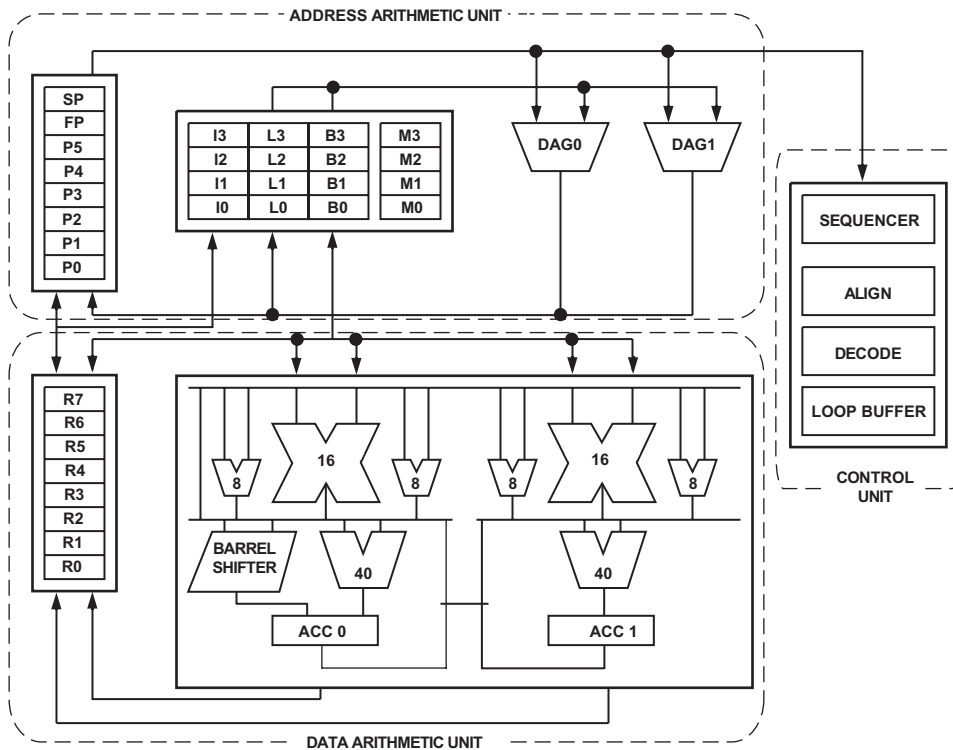 ADDRESS ARITHMETIC UNIT
SP
FP
P5
P4
P3
P2
P1
P0
I3 L3 B3 M3
I2 L2 B2 M2
I1 L1 B1 M1
I0 L0 B0 M0
DAG0
DAG1
SEQUENCER
ALIGN
DECODE
LOOP BUFFER
CONTROL
UNIT
R7
R6
R5
R4
R3
R2
R1
R0
8
16
8
8
16
8
BARREL
SHIFTER
40
40
ACC 0
ACC 1
DATA ARITHMETIC UNIT